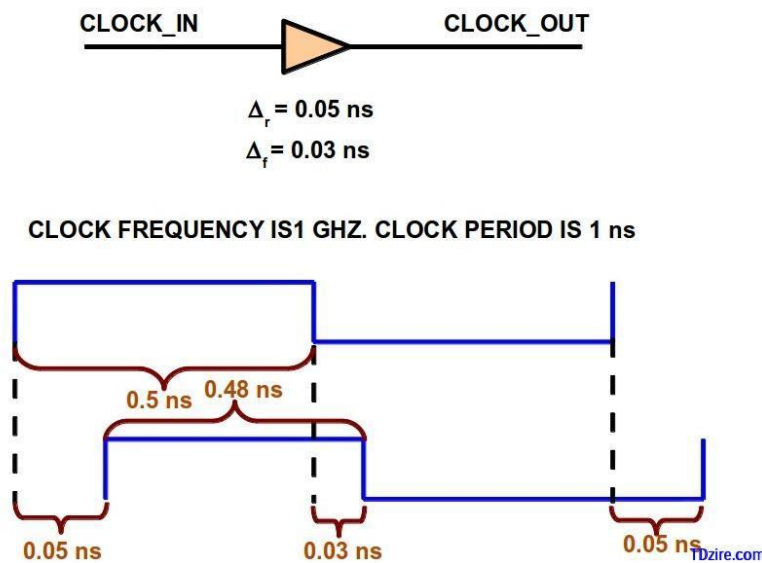 CLOCK_IN CLOCK_OUT
Δr = 0.05 ns
Δf = 0.03 ns
CLOCK FREQUENCY IS1 GHZ. CLOCK PERIOD IS 1 ns
0.5 ns 0.48 ns
0.05 ns 0.03 ns 0.05 ns
TDzire.com